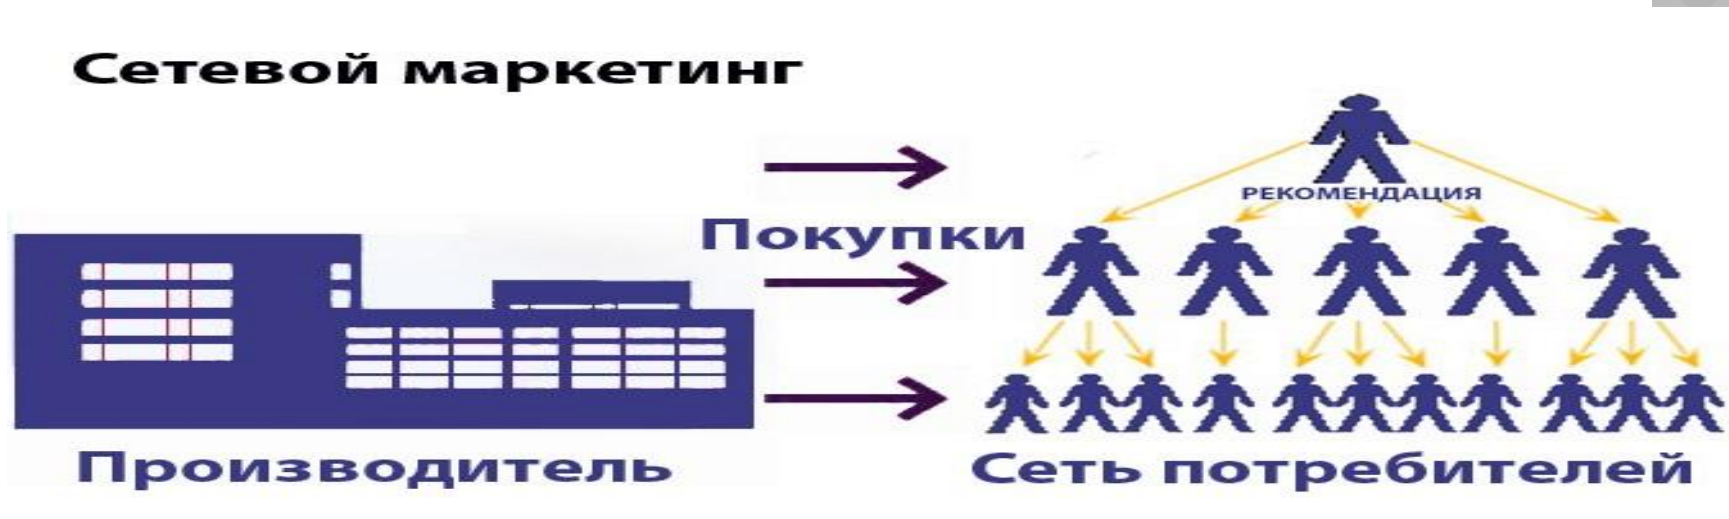 Сетевой маркетинг
РЕКОМЕНДАЦИЯ
Покупки
Производитель
Сеть потребителей